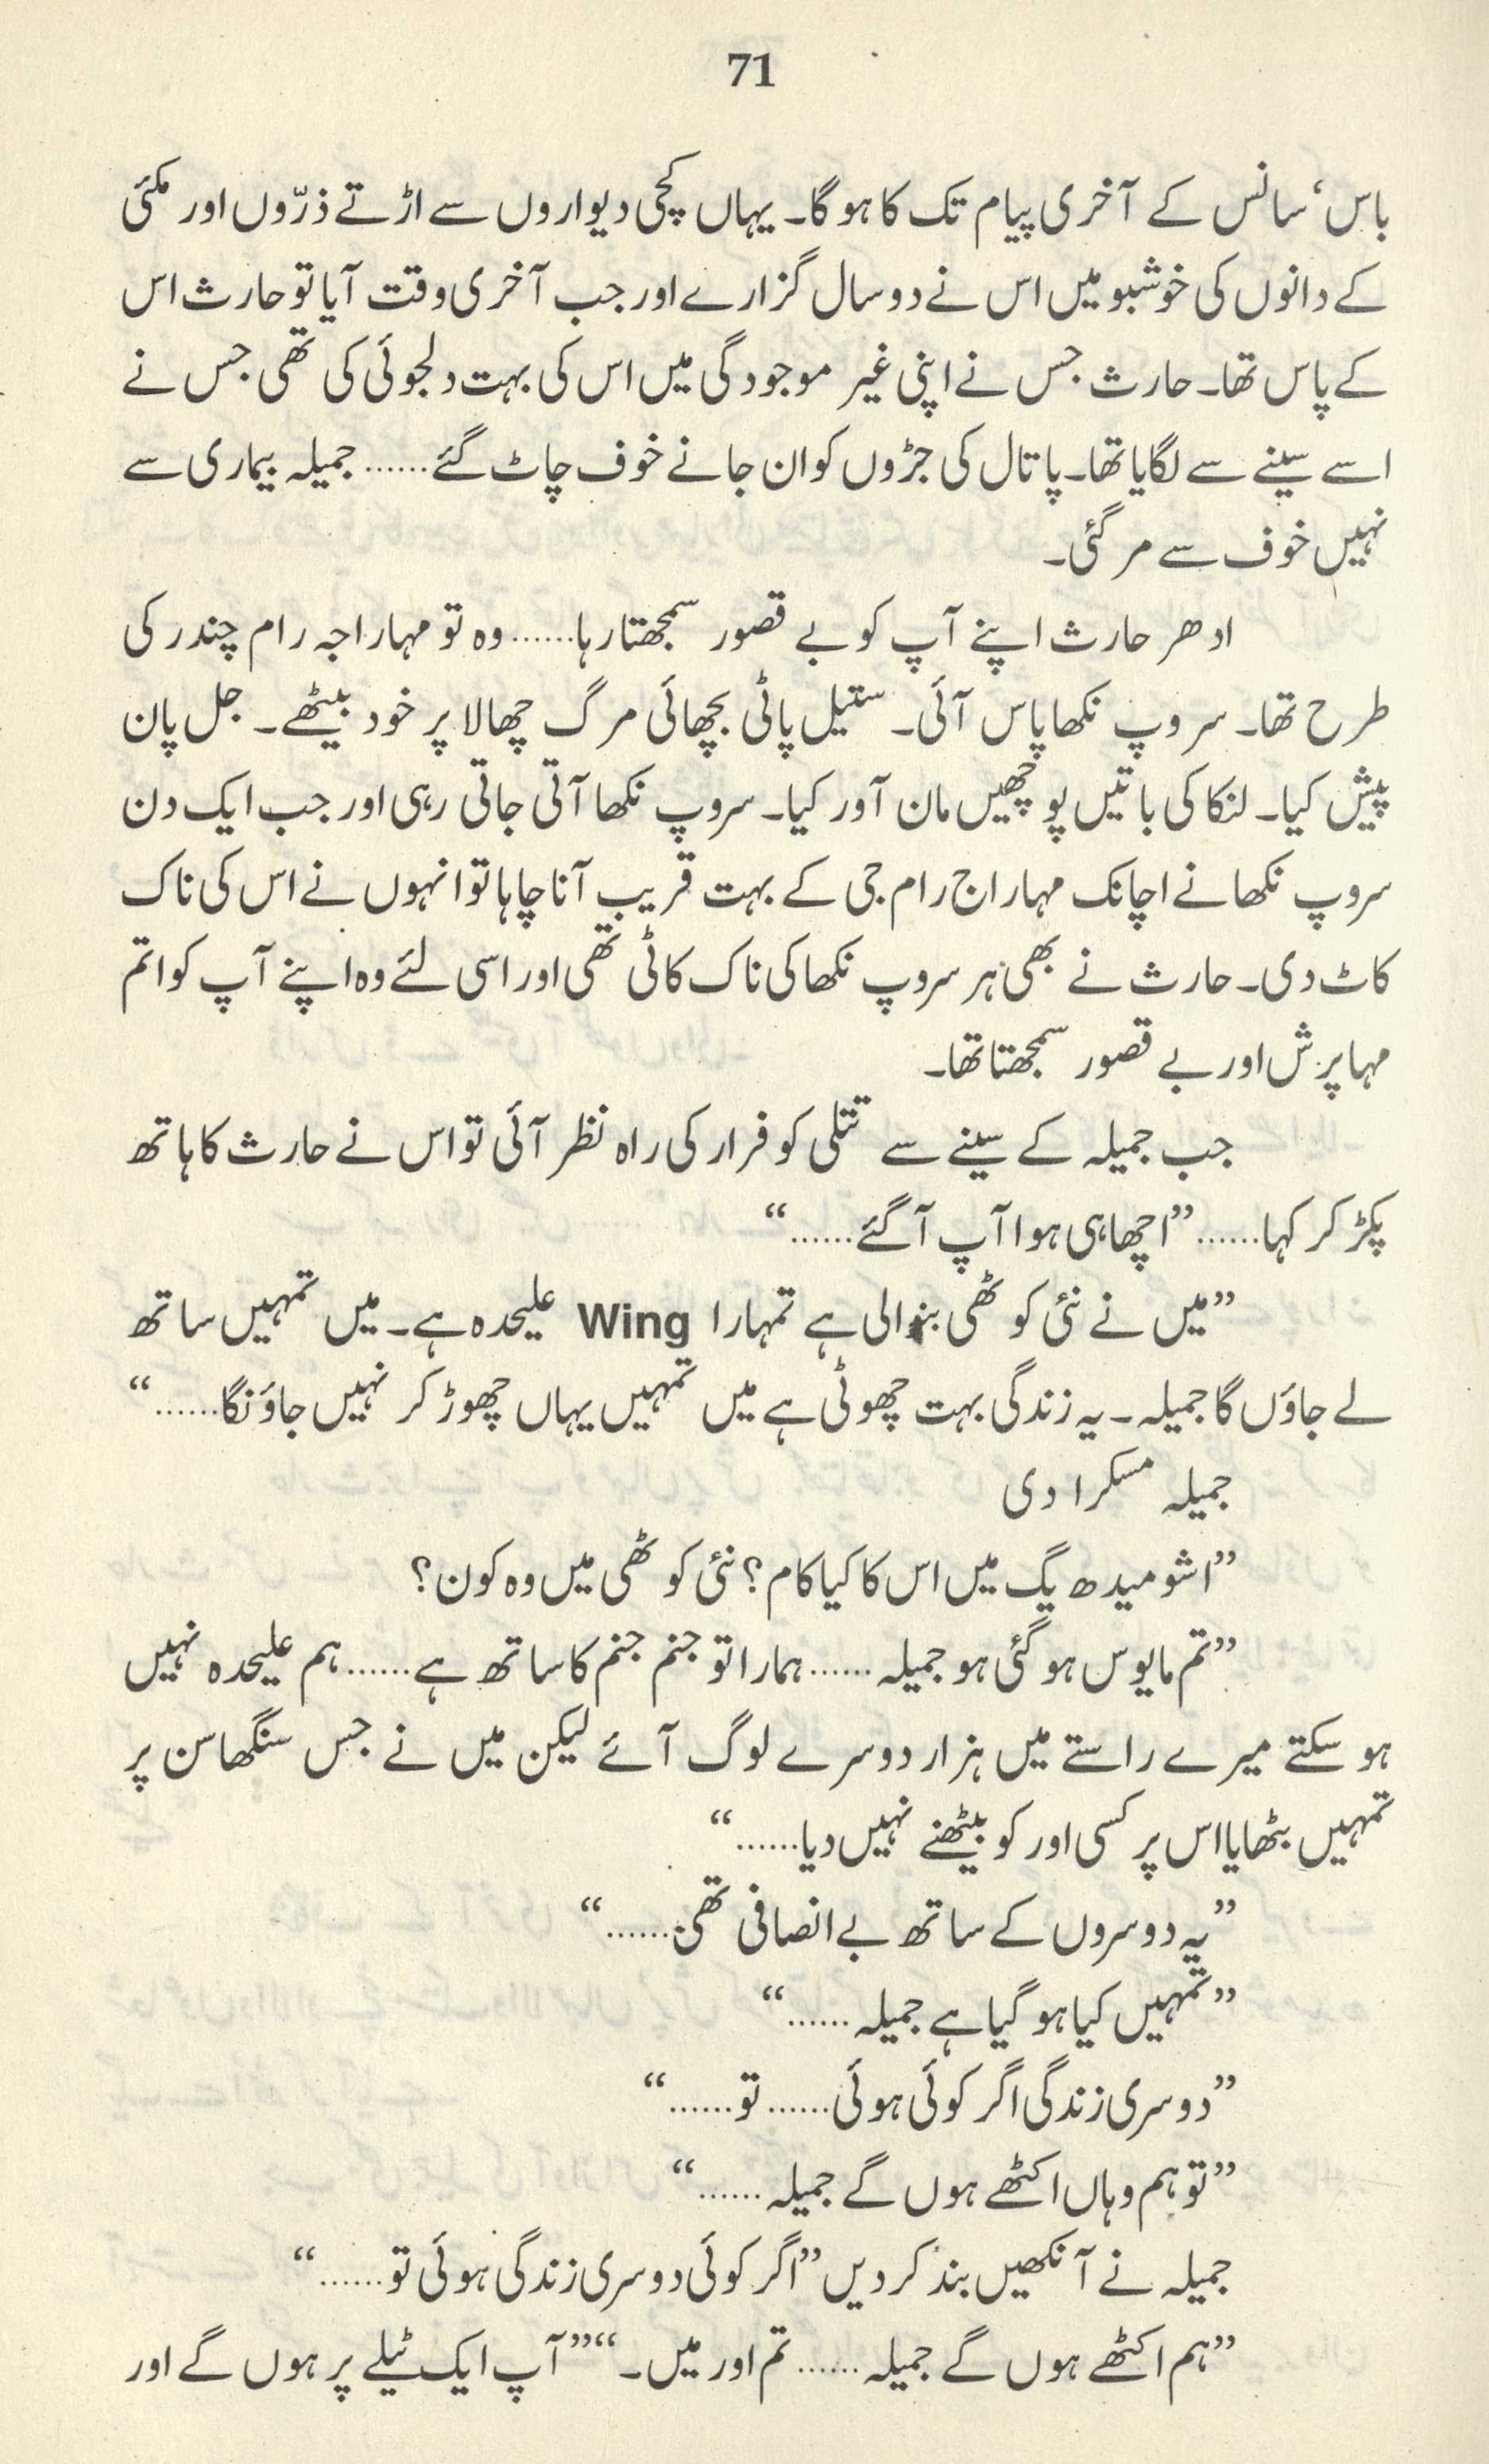 71
باس‘ سانس کے آخری پیام تک کا ہو گا۔ یہاں کچی دیواروں سے اڑتے ذرّوں اور مکئی
کے دانوں کی خوشبو میں اس نے دو سال گزارے اور جب آخری وقت آیا تو حارث اس
کے پاس تھا۔ حارث جس نے اپنی غیر موجودگی میں اس کی بہت دلجوئی کی تھی جس نے
اسے سینے سے لگایا تھا۔ پاتال کی جڑوں کو ان جانے خوف چاٹ گئے...... جمیلہ بیماری سے
نہیں خوف سے مر گئی۔
ادھر حارث اپنے آپ کو بے قصور سمجھتا رہا...... وہ تو مہاراجہ رام چندر کی
طرح تھا۔ سروپ نکھا پاس آئی۔ ستیل پاٹی بچھائی مرگ چھالا پر خود بیٹھے۔ جل پان
پیش کیا۔ لنکا کی باتیں پوچھیں مان آور کیا۔ سروپ نکھا آتی جاتی رہی اور جب ایک دن
سروپ نکھا نے اچانک مہاراج رام جی کے بہت قریب آنا چاہا تو انہوں نے اس کی ناک
کاٹ دی۔ حارث نے بھی ہر سروپ نکھا کی ناک کاٹی تھی اور اسی لئے وہ اپنے آپ کو اتم
مہا پرش اور بے قصور سمجھتا تھا۔
جب جمیلہ کے سینے سے تتلی کو فرار کی راہ نظر آئی تو اس نے حارث کا ہاتھ
پکڑ کر کہا...... ”اچھا ہی ہوا آپ آ گئے......“
”میں نے نئی کوٹھی بنوالی ہے تمہارا Wing علیحدہ ہے۔ میں تمہیں ساتھ
لے جاؤں گا جمیلہ۔ یہ زندگی بہت چھوٹی ہے میں تمہیں یہاں چھوڑ کر نہیں جاؤنگا......“
جمیلہ مسکرا دی
”اشو میدھ یگ میں اس کا کیا کام؟ نئی کوٹھی میں وہ کون؟
”تم مایوس ہو گئی ہو جمیلہ...... ہمارا تو جنم جنم کا ساتھ ہے...... ہم علیحدہ نہیں
ہو سکتے میرے راستے میں ہزار دوسرے لوگ آئے لیکن میں نے جس سنگھاسن پر
تمہیں بٹھایا اس پر کسی اور کو بیٹھنے نہیں دیا......“
”یہ دوسروں کے ساتھ بے انصافی تھی......“
”تمہیں کیا ہو گیا ہے جمیلہ......“
”دوسری زندگی اگر کوئی ہوئی...... تو......“
”تو ہم وہاں اکٹھے ہوں گے جمیلہ......“
جمیلہ نے آنکھیں بند کر دیں ”اگر کوئی دوسری زندگی ہوئی تو......“
”ہم اکٹھے ہوں گے جمیلہ...... تم اور میں۔“ ”آپ ایک ٹیلے پر ہوں گے اور